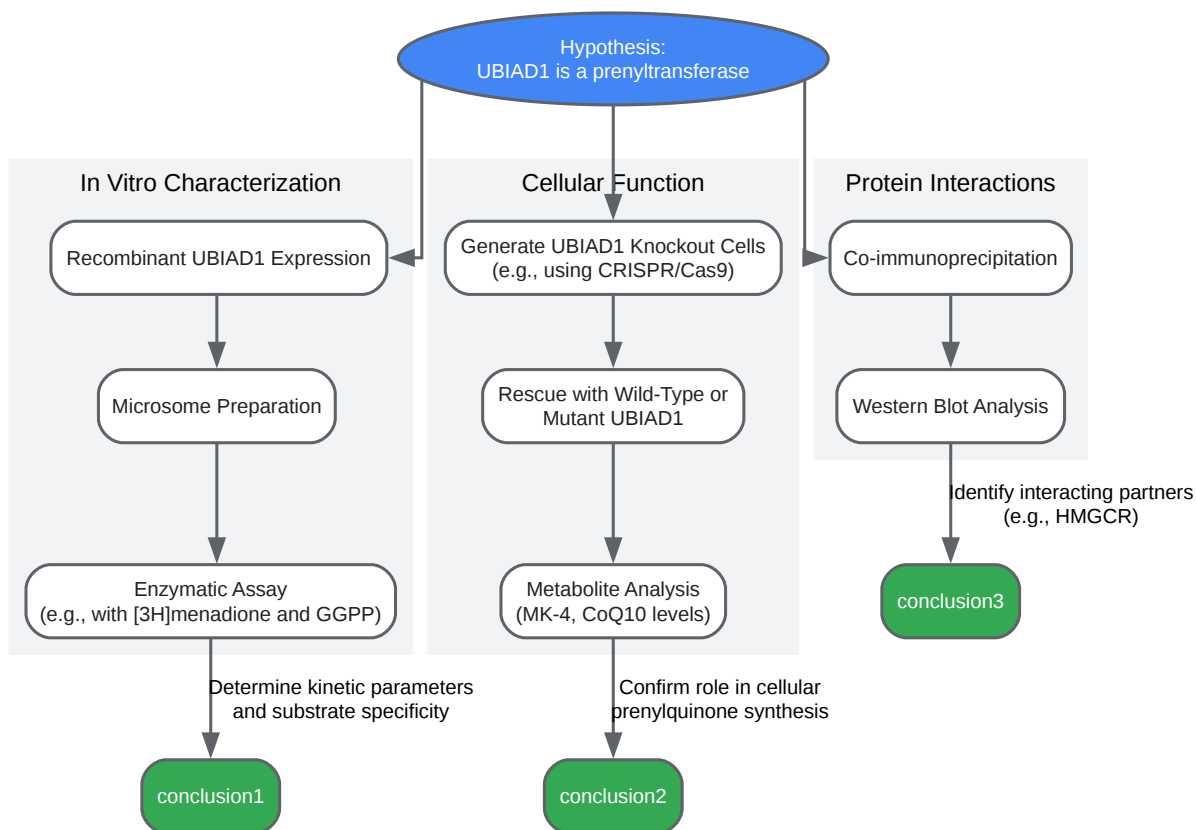 Hypothesis:
UBIAD1 is a prenyltransferase
In Vitro Characterization
Recombinant UBIAD1 Expression
Microsome Preparation
Enzymatic Assay
(e.g., with [3H]menadione and GGPP)
Determine kinetic parameters
and substrate specificity
conclusion1
Cellular Function
Generate UBIAD1 Knockout Cells
(e.g., using CRISPR/Cas9)
Rescue with Wild-Type or
Mutant UBIAD1
Metabolite Analysis
(MK-4, CoQ10 levels)
Confirm role in cellular
prenylquinone synthesis
conclusion2
Protein Interactions
Co-immunoprecipitation
Western Blot Analysis
Identify interacting partners
(e.g., HMGCR)
conclusion3